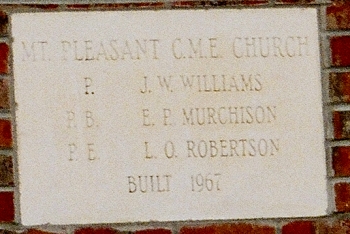 MT. PLEASANT C.M.E. CHURCH
P. J. W. WILLIAMS
P. B. E. P. MURCHISON
P. E. L. O. ROBERTSON
BUILT 1967